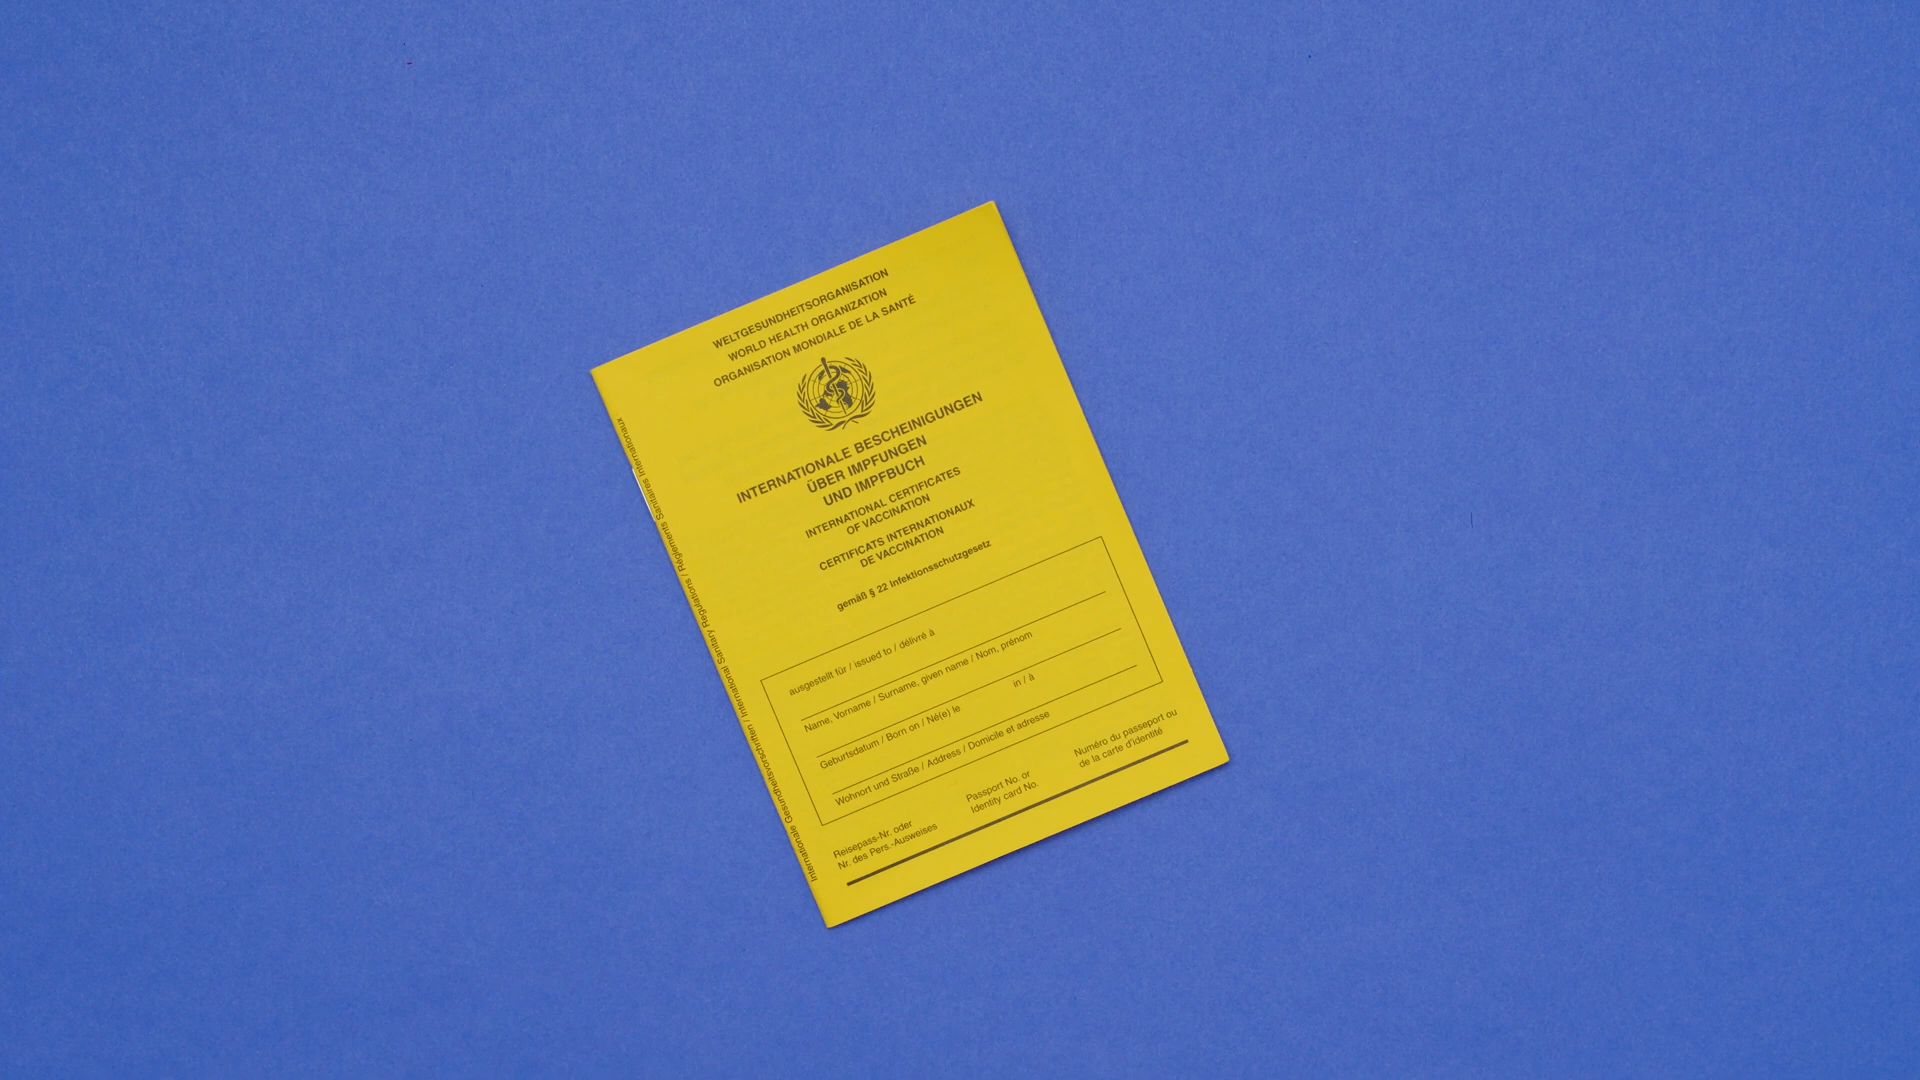 WELTGESUNDHEITSORGANISATION
WORLD HEALTH ORGANIZATION
ORGANISATION MONDIALE DE LA SANTÉ
INTERNATIONALE BESCHEINIGUNGEN
ÜBER IMPFUNGEN
UND IMPFBUCH
INTERNATIONAL CERTIFICATES
OF VACCINATION
CERTIFICATS INTERNATIONAUX
DE VACCINATION
gemäß § 22 Infektionsschutzgesetz
ausgestellt für / issued to / délivré à
Name, Vorname / Surname, given name / Nom, prénom
Geburtsdatum / Born on / Né(e) le in / à
Wohnort und Straße / Address / Domicile et adresse
Reisepass-Nr. oder
Nr. des Pers.-Ausweises
Passport No. or
Identity card No.
Numéro du passeport ou
de la carte d'identité
Internationale Gesundheitsvorschriften / International Sanitary Regulations / Règlements Sanitaires Internationaux